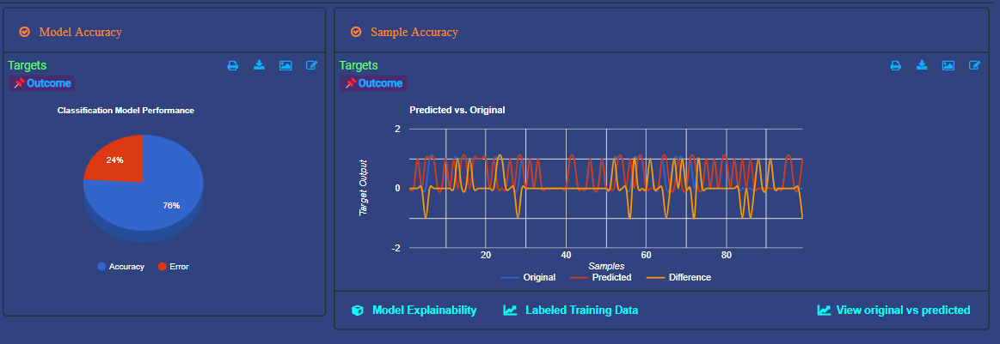 Model Accuracy
Targets
Outcome
Classification Model Performance
24%
76%
Accuracy
Error
Sample Accuracy
Targets
Outcome
Predicted vs. Original
2
0
-2
Target Output
20 40 60 80
Samples
Original Predicted Difference
Model Explainability
Labeled Training Data
View original vs predicted